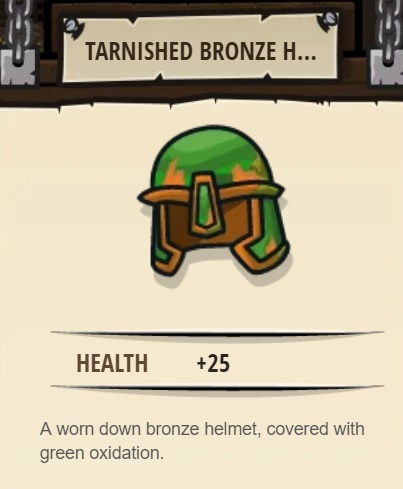 TARNISHED BRONZE H...
HEALTH +25
A worn down bronze helmet, covered with
green oxidation.